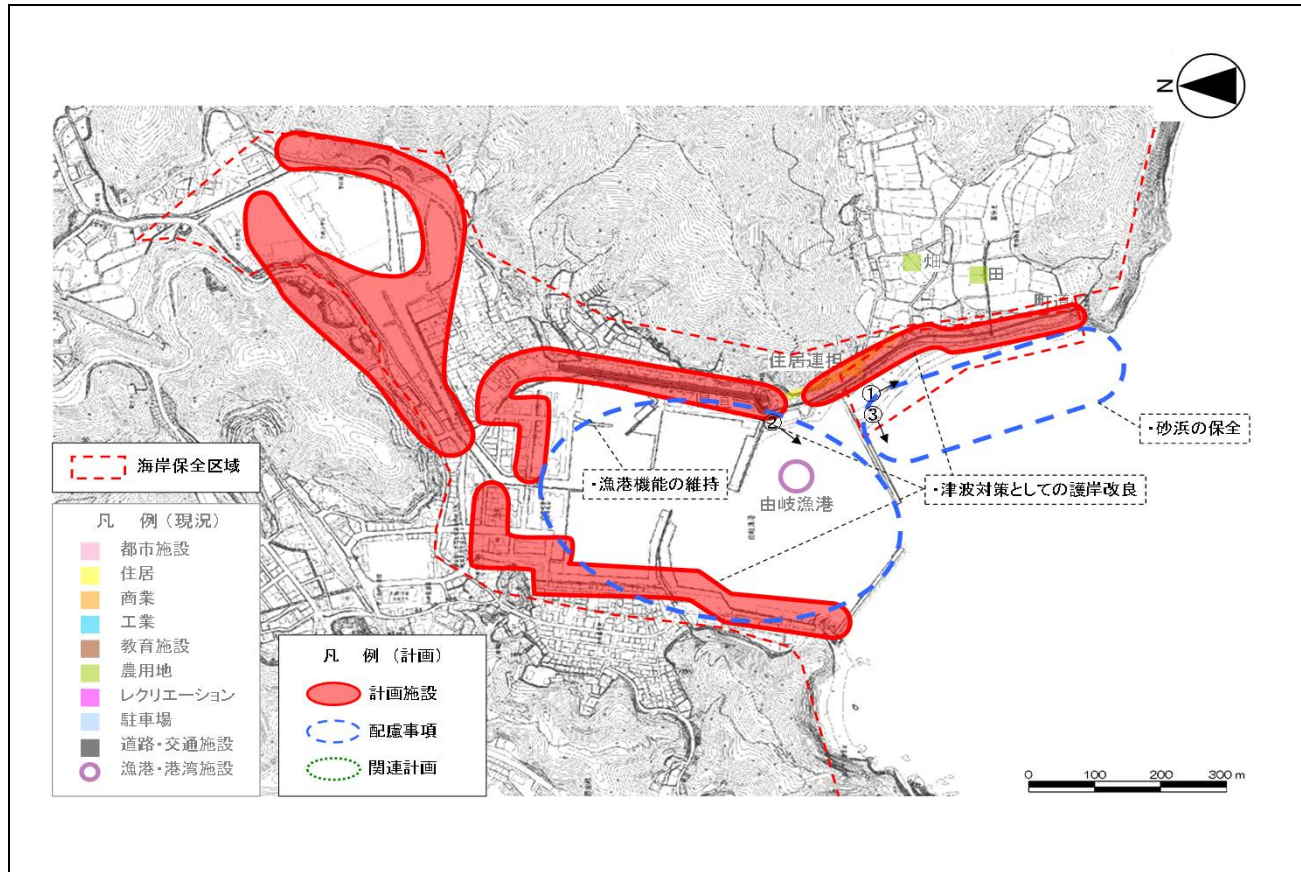 N
畑
田
町道
住居連担
県道
①
③
②
・砂浜の保全
・漁港機能の維持
・津波対策としての護岸改良
由岐漁港
海岸保全区域
凡 例(現況)
都市施設
住居
商業
工業
教育施設
農用地
レクリエーション
駐車場
道路・交通施設
漁港・港湾施設
凡 例(計画)
計画施設
配慮事項
関連計画
0 100 200 300 m